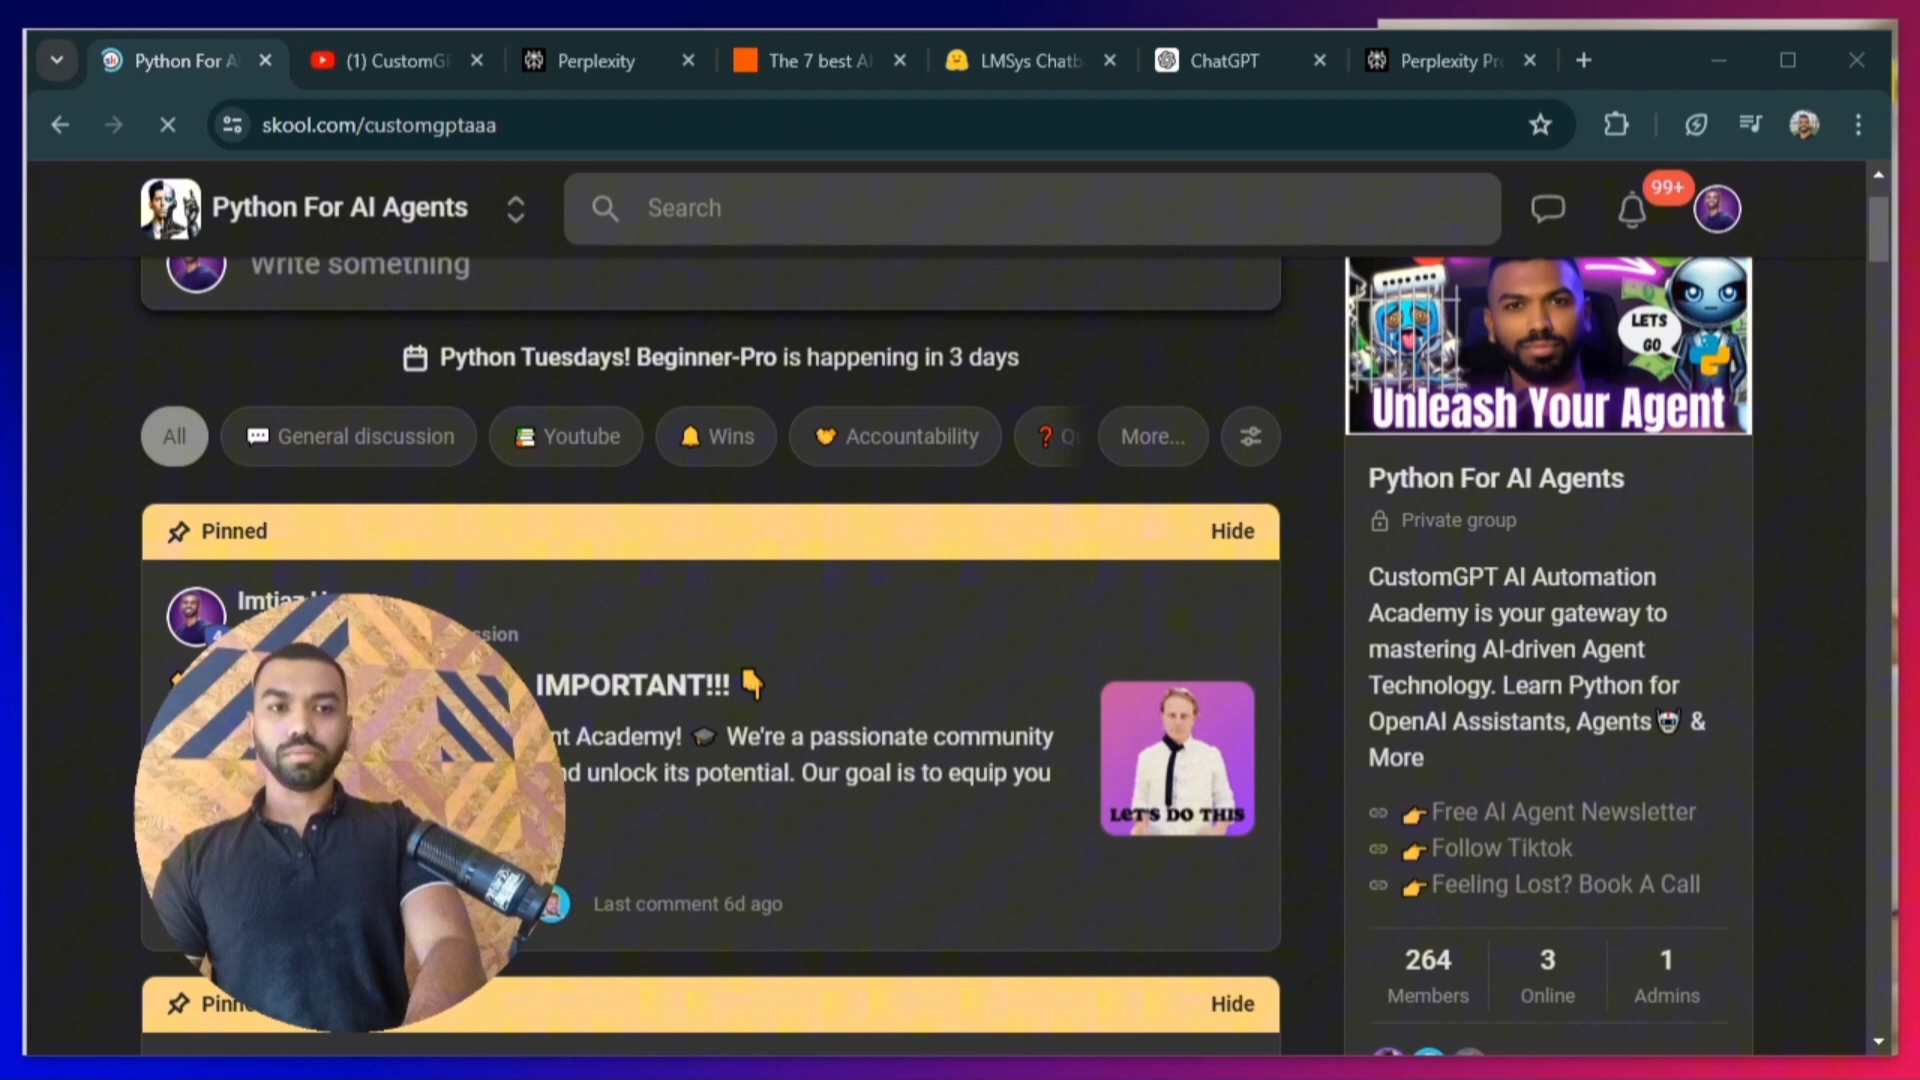 Python For A
(1) CustomG
Perplexity
The 7 best AI
LMSys Chatb
ChatGPT
Perplexity Pr
skool.com/customgptaaa
Python For AI Agents
Search
99+
Write something
LETS
GO
Unleash Your Agent
Python Tuesdays! Beginner-Pro is happening in 3 days
All
General discussion
Youtube
Wins
Accountability
More...
Pinned
Hide
Imtiaz
ssion
IMPORTANT!!!
nt Academy! We're a passionate community
nd unlock its potential. Our goal is to equip you
LET'S DO THIS
Last comment 6d ago
Pinn
Hide
Python For AI Agents
Private group
CustomGPT AI Automation
Academy is your gateway to
mastering AI-driven Agent
Technology. Learn Python for
OpenAI Assistants, Agents &
More
Free AI Agent Newsletter
Follow Tiktok
Feeling Lost? Book A Call
264
Members
3
Online
1
Admins